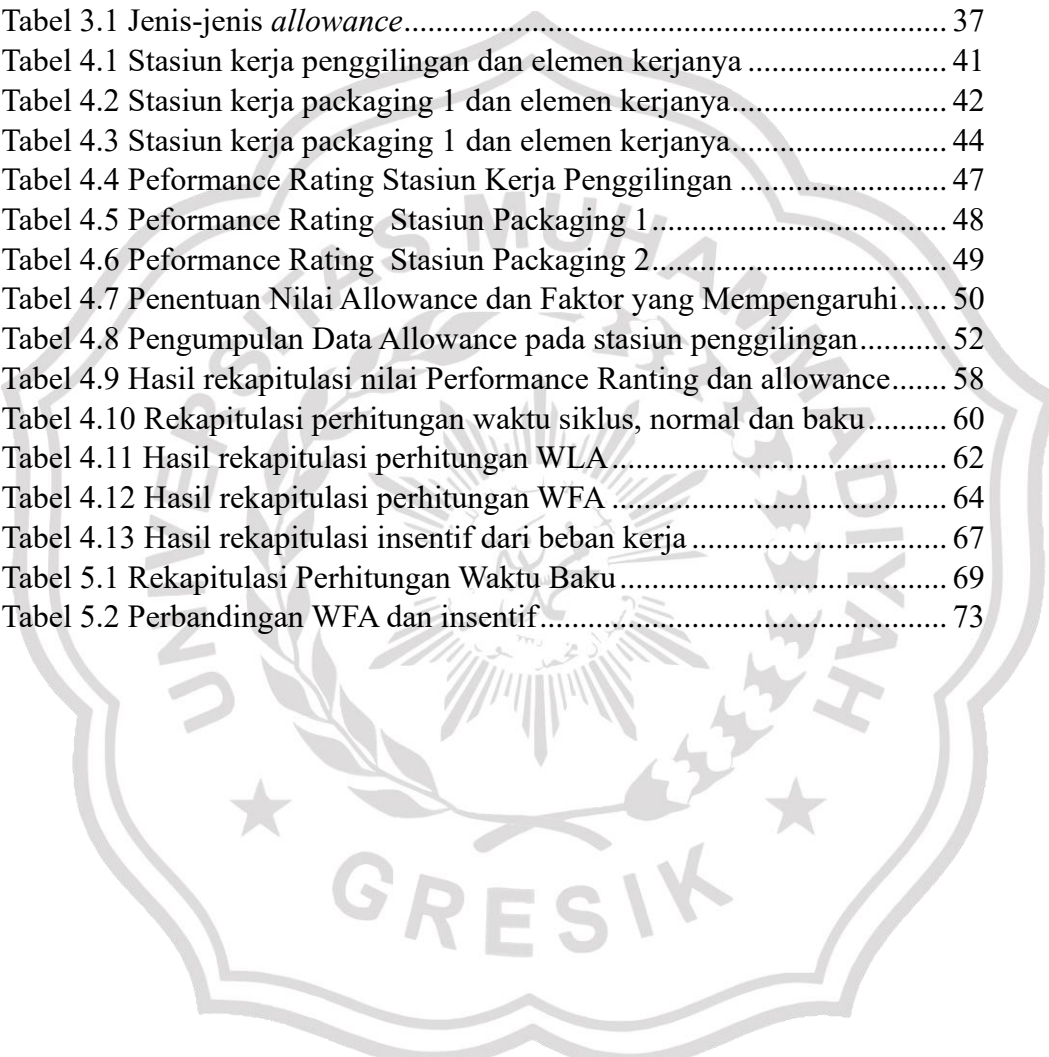 Tabel 3.1 Jenis-jenis allowance.................................................................... 37
Tabel 4.1 Stasiun kerja penggilingan dan elemen kerjanya ......................... 41
Tabel 4.2 Stasiun kerja packaging 1 dan elemen kerjanya........................... 42
Tabel 4.3 Stasiun kerja packaging 1 dan elemen kerjanya........................... 44
Tabel 4.4 Peformance Rating Stasiun Kerja Penggilingan .......................... 47
Tabel 4.5 Peformance Rating  Stasiun Packaging 1..................................... 48
Tabel 4.6 Peformance Rating  Stasiun Packaging 2..................................... 49
Tabel 4.7 Penentuan Nilai Allowance dan Faktor yang Mempengaruhi...... 50
Tabel 4.8 Pengumpulan Data Allowance pada stasiun penggilingan........... 52
Tabel 4.9 Hasil rekapitulasi nilai Performance Ranting dan allowance....... 58
Tabel 4.10 Rekapitulasi perhitungan waktu siklus, normal dan baku.......... 60
Tabel 4.11 Hasil rekapitulasi perhitungan WLA.......................................... 62
Tabel 4.12 Hasil rekapitulasi perhitungan WFA .......................................... 64
Tabel 4.13 Hasil rekapitulasi insentif dari beban kerja ................................ 67
Tabel 5.1 Rekapitulasi Perhitungan Waktu Baku......................................... 69
Tabel 5.2 Perbandingan WFA dan insentif................................................... 73
UNIVERSITAS MUHAMMADIYAH
GRESIK